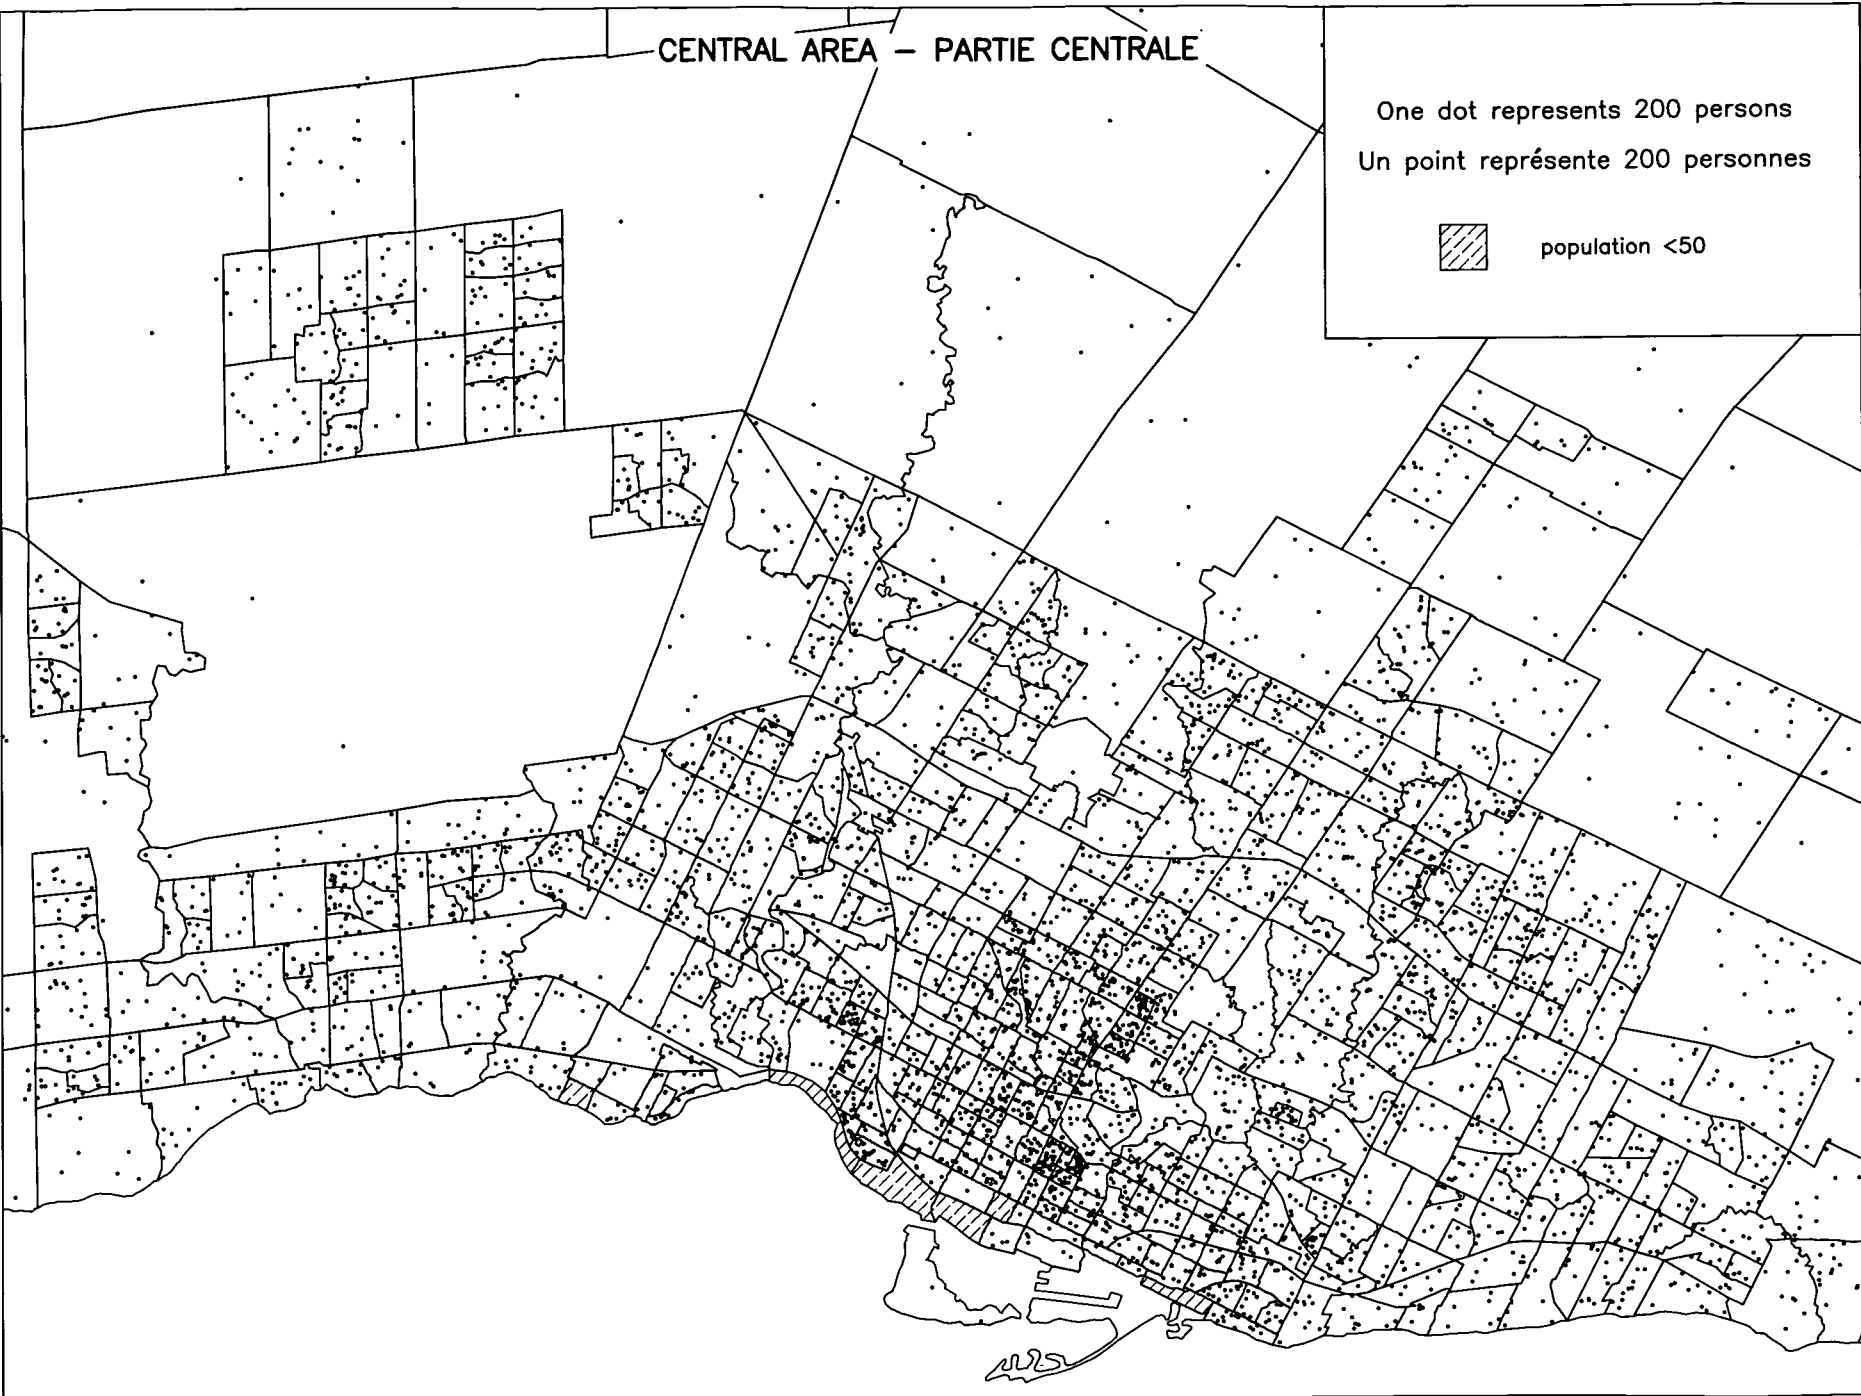 CENTRAL AREA – PARTIE CENTRALE
One dot represents 200 persons
Un point représente 200 personnes
population <50